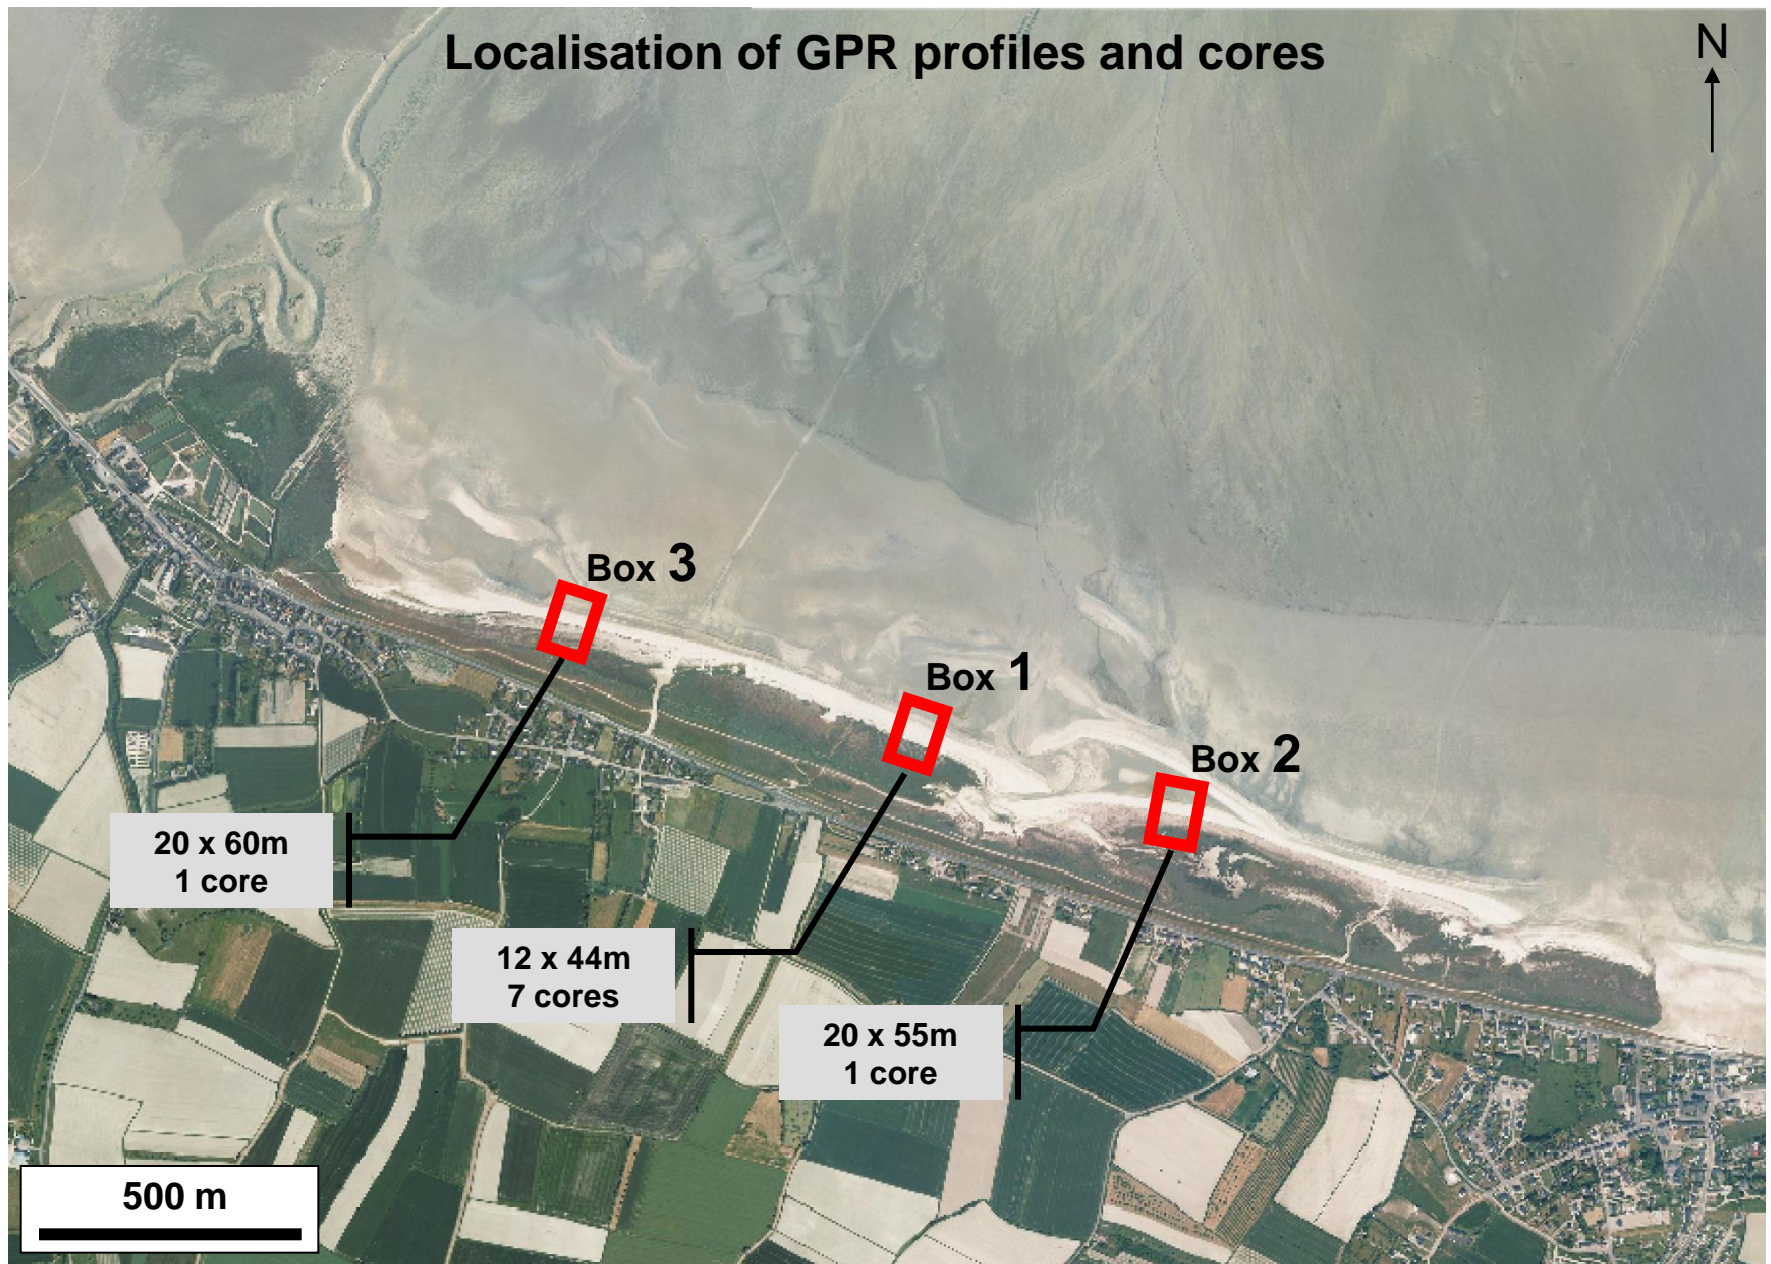 Localisation of GPR profiles and cores
N
Box 3
Box 1
Box 2
20 x 60m
1 core
12 x 44m
7 cores
20 x 55m
1 core
500 m